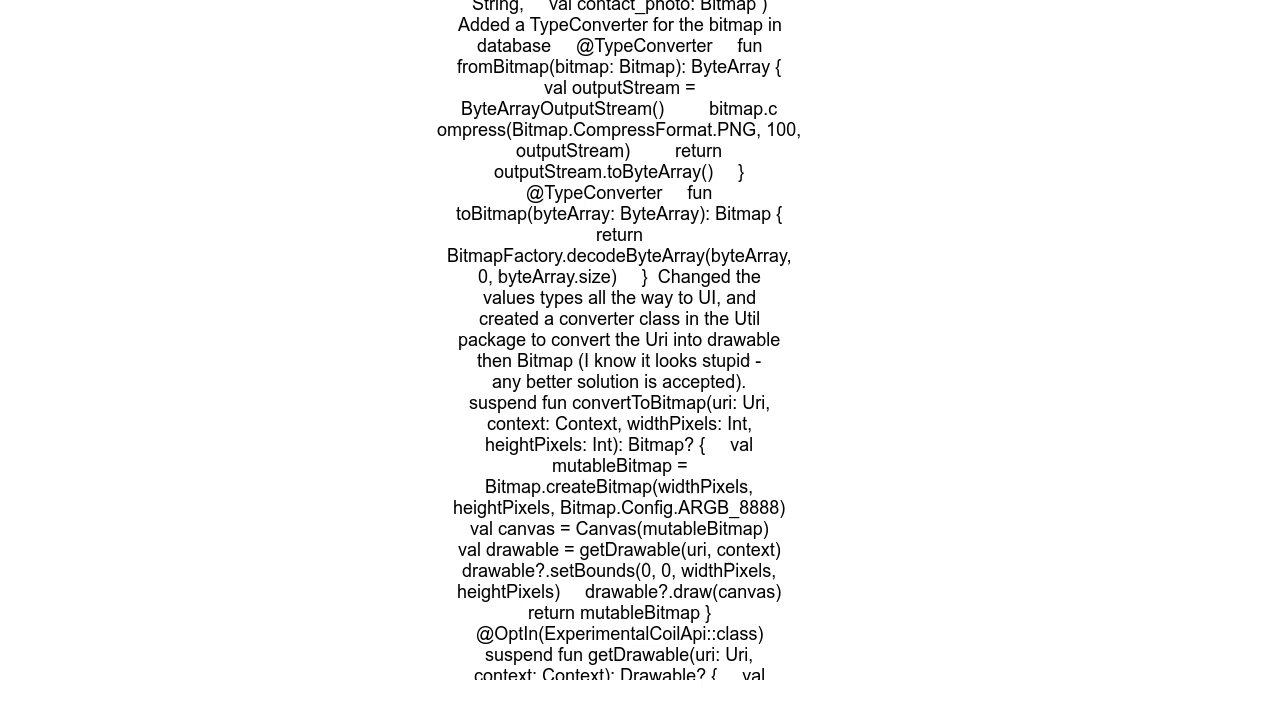 String,     val contact_photo: Bitmap )
Added a TypeConverter for the bitmap in
database     @TypeConverter     fun
fromBitmap(bitmap: Bitmap): ByteArray {
val outputStream =
ByteArrayOutputStream()         bitmap.c
ompress(Bitmap.CompressFormat.PNG, 100,
outputStream)         return
outputStream.toByteArray()     }
@TypeConverter     fun
toBitmap(byteArray: ByteArray): Bitmap {
return
BitmapFactory.decodeByteArray(byteArray,
0, byteArray.size)     }  Changed the
values types all the way to UI, and
created a converter class in the Util
package to convert the Uri into drawable
then Bitmap (I know it looks stupid -
any better solution is accepted).
suspend fun convertToBitmap(uri: Uri,
context: Context, widthPixels: Int,
heightPixels: Int): Bitmap? {     val
mutableBitmap =
Bitmap.createBitmap(widthPixels,
heightPixels, Bitmap.Config.ARGB_8888)
val canvas = Canvas(mutableBitmap)
val drawable = getDrawable(uri, context)
drawable?.setBounds(0, 0, widthPixels,
heightPixels)     drawable?.draw(canvas)
return mutableBitmap }
@OptIn(ExperimentalCoilApi::class)
suspend fun getDrawable(uri: Uri,
context: Context): Drawable? {     val